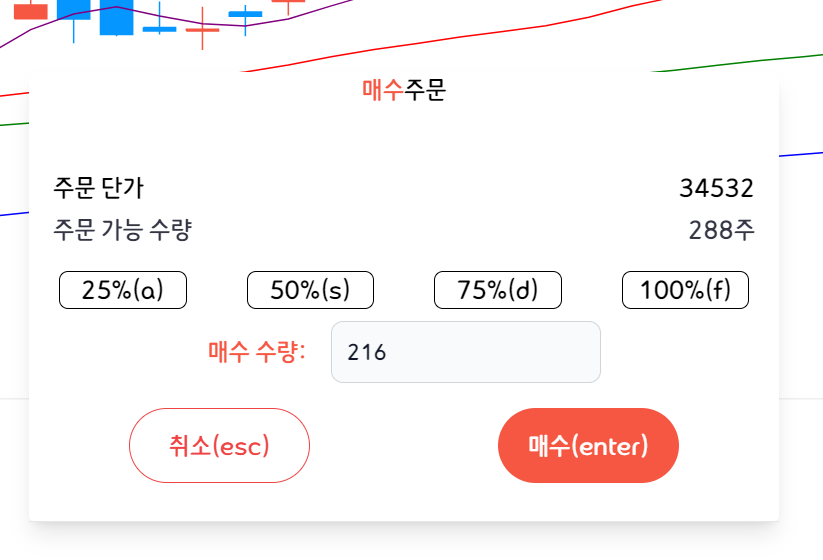 매수주문
주문 단가 34532
주문 가능 수량 288주
25%(a) 50%(s) 75%(d) 100%(f)
매수 수량: 216
취소(esc) 매수(enter)